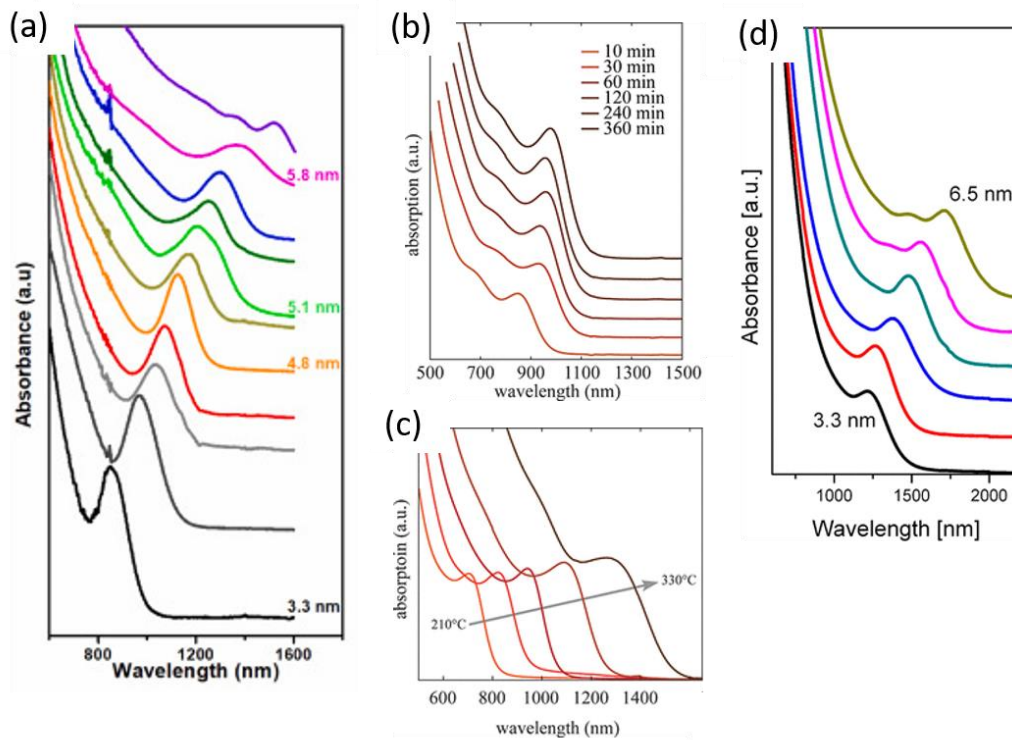 (a)
5.8 nm
5.1 nm
4.8 nm
3.3 nm
Absorbance (a.u)
800 1200 1600
Wavelength (nm)
(b)
10 min
30 min
60 min
120 min
240 min
360 min
absorption (a.u.)
500 700 900 1100 1300 1500
wavelength (nm)
(c)
absorptoin (a.u.)
210°C
330°C
600 800 1000 1200 1400
wavelength (nm)
(d)
6.5 nm
3.3 nm
Absorbance [a.u.]
1000 1500 2000
Wavelength [nm]